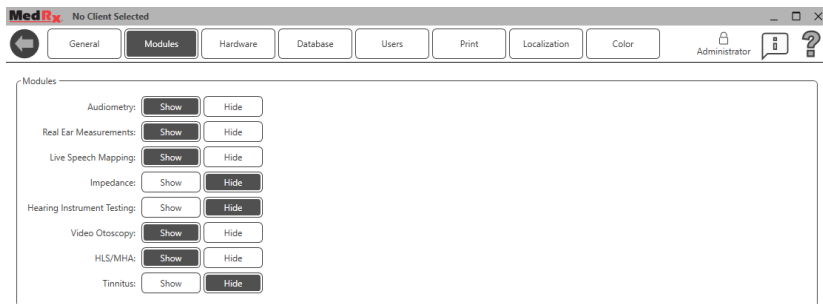 MedRx No Client Selected
General Modules Hardware Database Users Print Localization Color Administrator i ?
Modules
Audiometry: Show Hide
Real Ear Measurements: Show Hide
Live Speech Mapping: Show Hide
Impedance: Show Hide
Hearing Instrument Testing: Show Hide
Video Otoscopy: Show Hide
HLS/MHA: Show Hide
Tinnitus: Show Hide